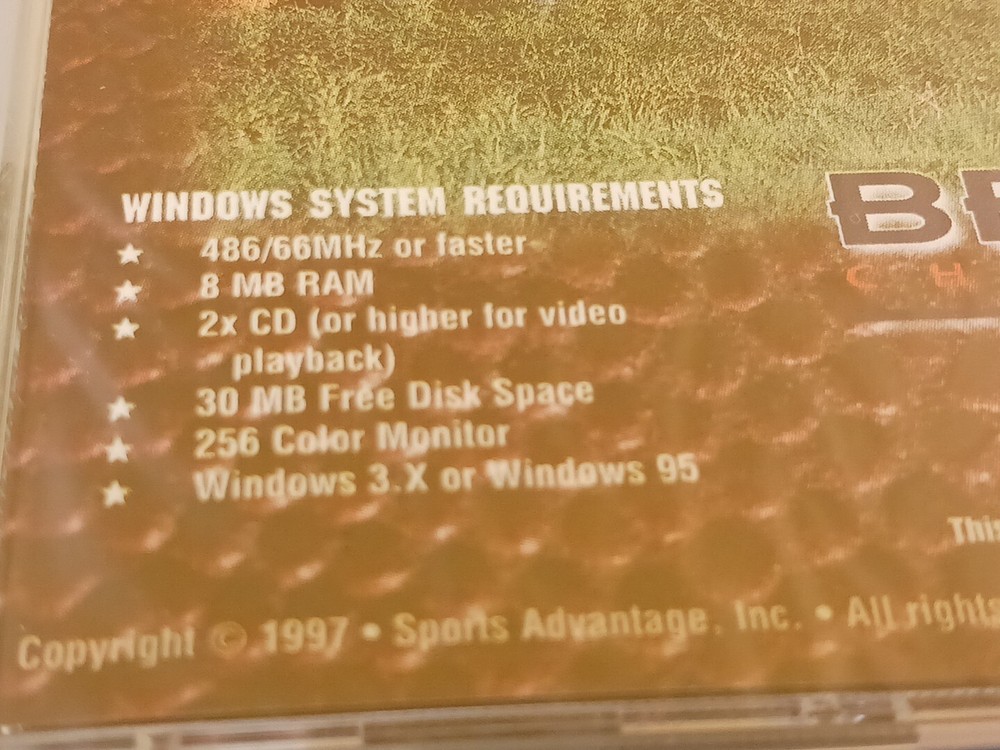 WINDOWS SYSTEM REQUIREMENTS
★ 486/66MHz or faster
★ 8 MB RAM
★ 2x CD (or higher for video
playback)
★ 30 MB Free Disk Space
★ 256 Color Monitor
★ Windows 3.X or Windows 95
Copyright © 1997 • Sports Advantage, Inc. • All rights